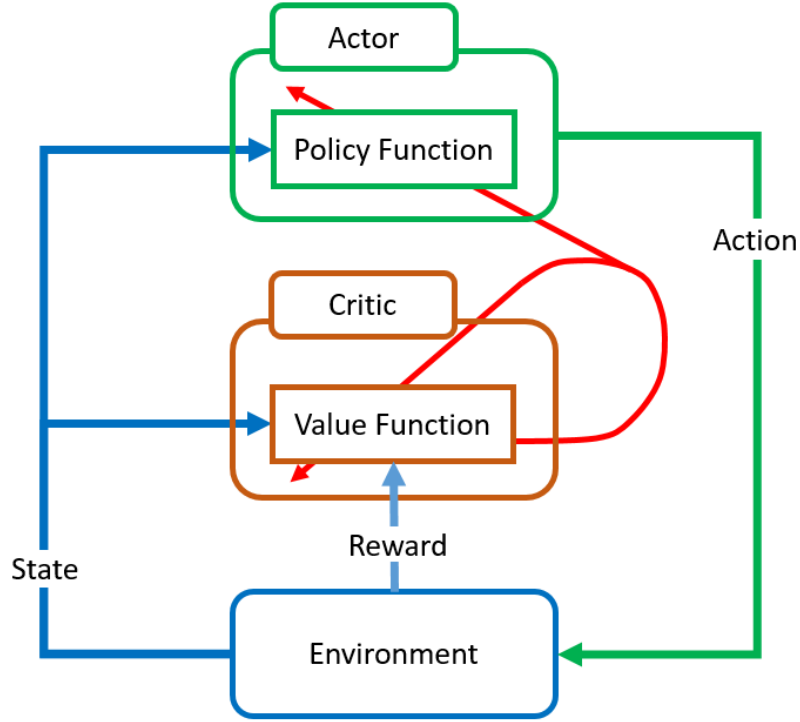 Actor
Policy Function
Action
Critic
Value Function
Reward
State
Environment